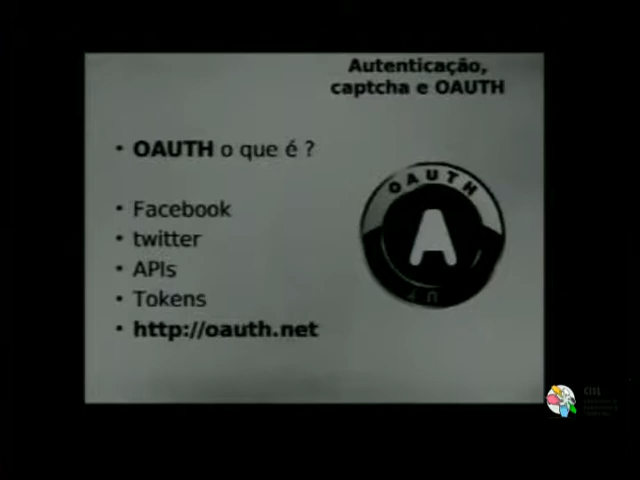 Autenticação,
captcha e OAUTH
• OAUTH o que é ?
• Facebook
• twitter
• APIs
• Tokens
• http://oauth.net
OAUTH
A